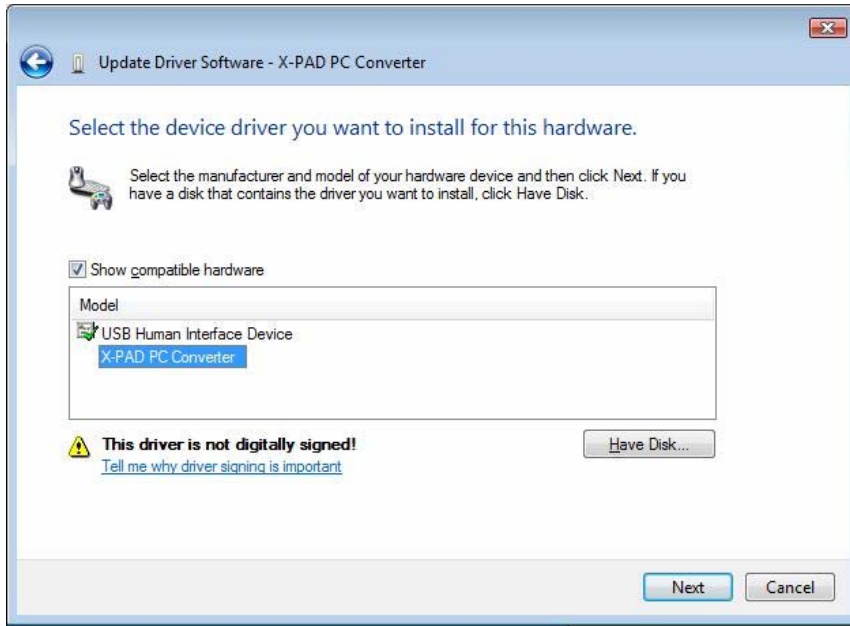 Update Driver Software - X-PAD PC Converter
Select the device driver you want to install for this hardware.
Select the manufacturer and model of your hardware device and then click Next. If you
have a disk that contains the driver you want to install, click Have Disk.
Show compatible hardware
Model
USB Human Interface Device
X-PAD PC Converter
This driver is not digitally signed!
Have Disk...
Tell me why driver signing is important
Next
Cancel